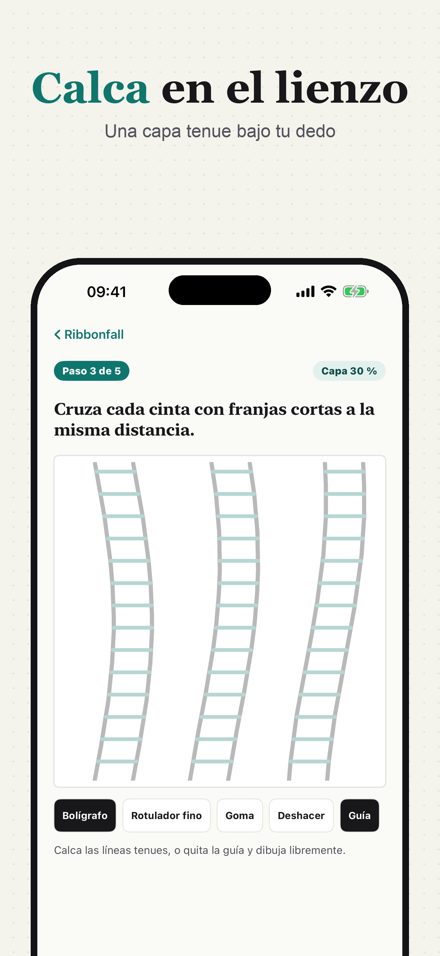 Calca en el lienzo
Una capa tenue bajo tu dedo
09:41
Ribbonfall
Paso 3 de 5
Capa 30 %
Cruza cada cinta con franjas cortas a la
misma distancia.
Bolígrafo
Rotulador fino
Goma
Deshacer
Guía
Calca las líneas tenues, o quita la guía y dibuja libremente.